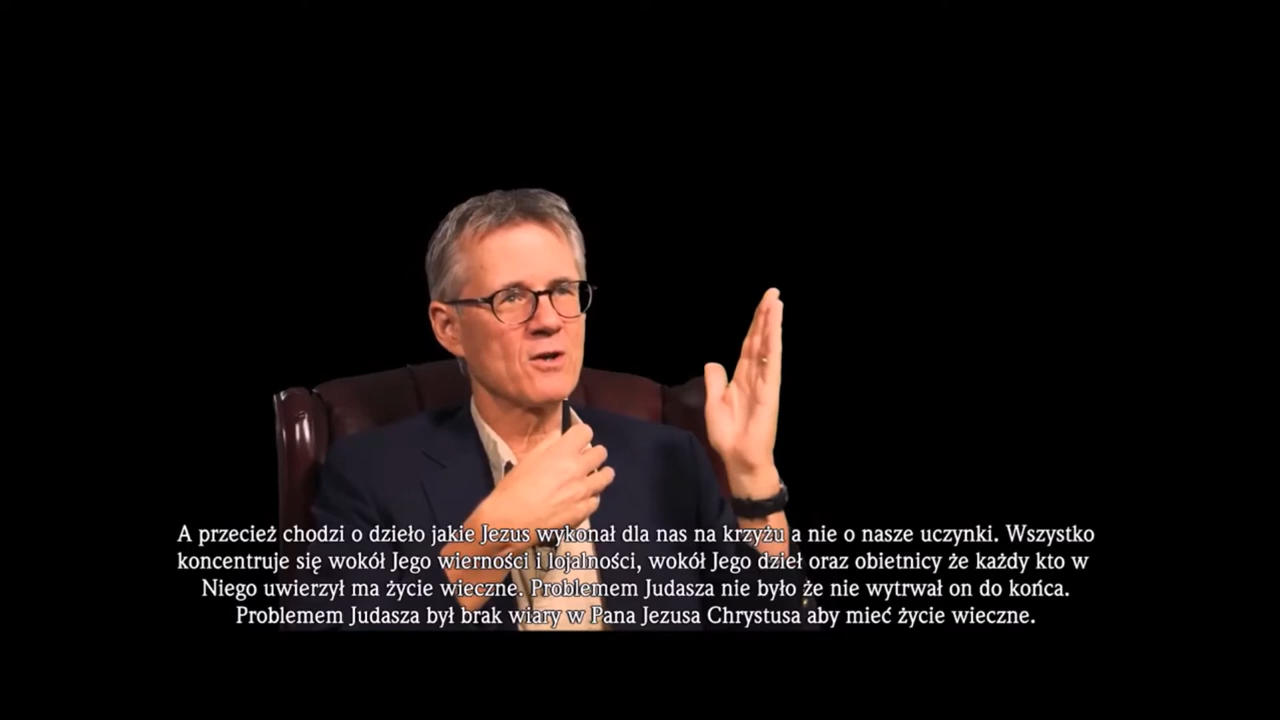 A przecież chodzi o dzieło jakie Jezus wykonał dla nas na krzyżu a nie o nasze uczynki. Wszystko
koncentruje się wokół Jego wierności i lojalności, wokół Jego dzieł oraz obietnicy że każdy kto w
Niego uwierzył ma życie wieczne. Problemem Judasza nie było że nie wytrwał on do końca.
Problemem Judasza był brak wiary w Pana Jezusa Chrystusa aby mieć życie wieczne.